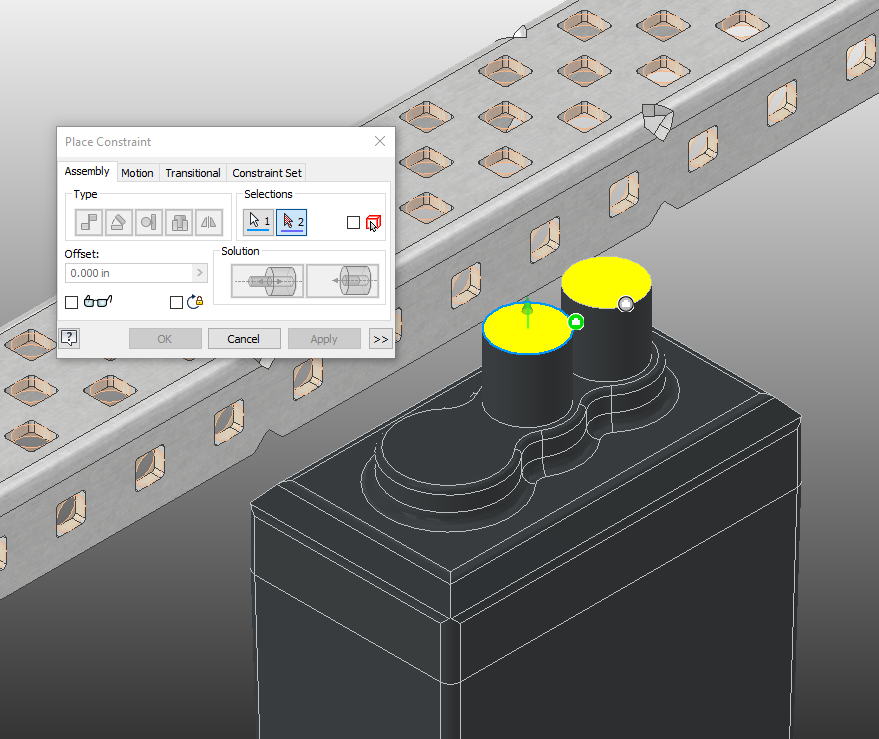 Place Constraint
Assembly Motion Transitional Constraint Set
Type Selections
1 2
Offset: Solution
0.000 in >
? OK Cancel Apply >>